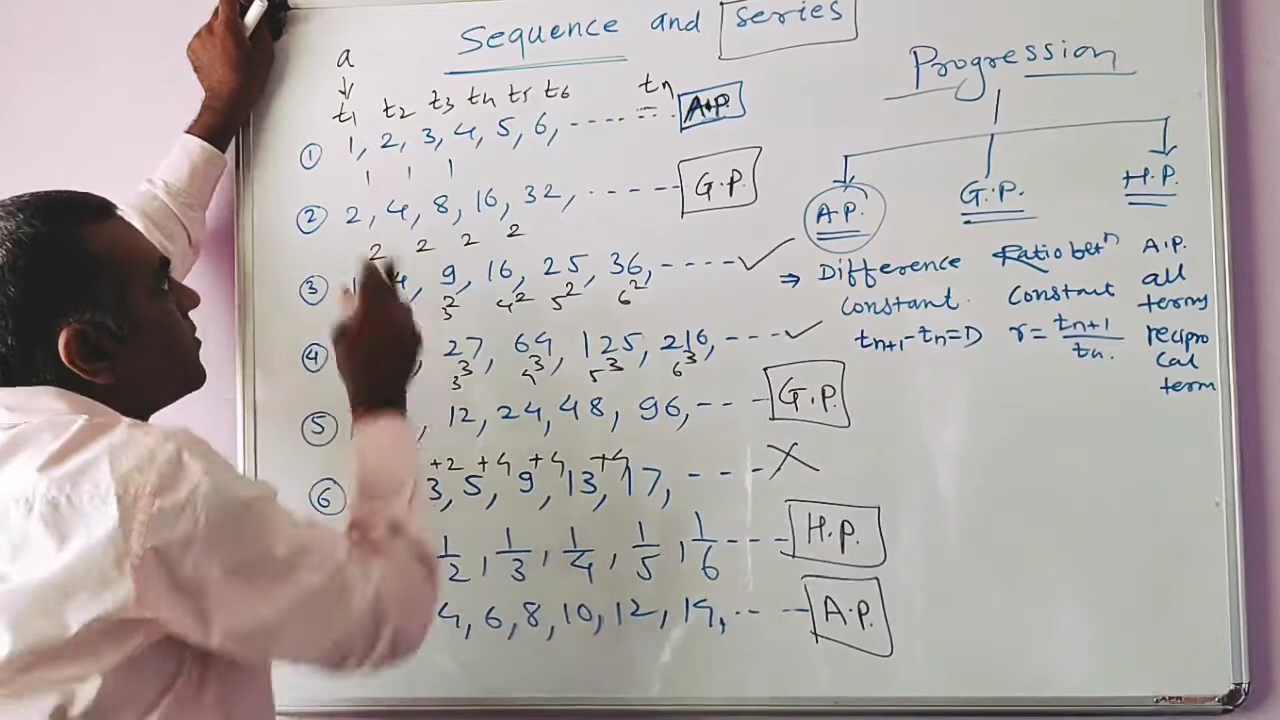 Sequence and series
a
↓
t1 t2 t3 t4 t5 t6 tn
① 1, 2, 3, 4, 5, 6, ---- = A.P.
1 1 1
② 2, 4, 8, 16, 32, ------ G.P.
2 2 2 2
③ 1, 4, 9, 16, 25, 36, ---- ✓
3² 4² 5² 6²
④ 27, 64, 125, 216, --- ✓
3³ 4³ 5³ 6³
⑤ , 12, 24, 48, 96, --- G.P.
+2 +4 +4 +4
⑥ 3, 5, 9, 13, 17, ---- X
1/2, 1/3, 1/4, 1/5, 1/6 --- H.P.
4, 6, 8, 10, 12, 14, ---- A.P.
Progression
A.P. G.P. H.P.
⇒ Difference
constant.
tn+1 - tn = D
Ratio betⁿ
Constant
r = tn+1/tn.
A.P.
all
terms
recipro
cal
term